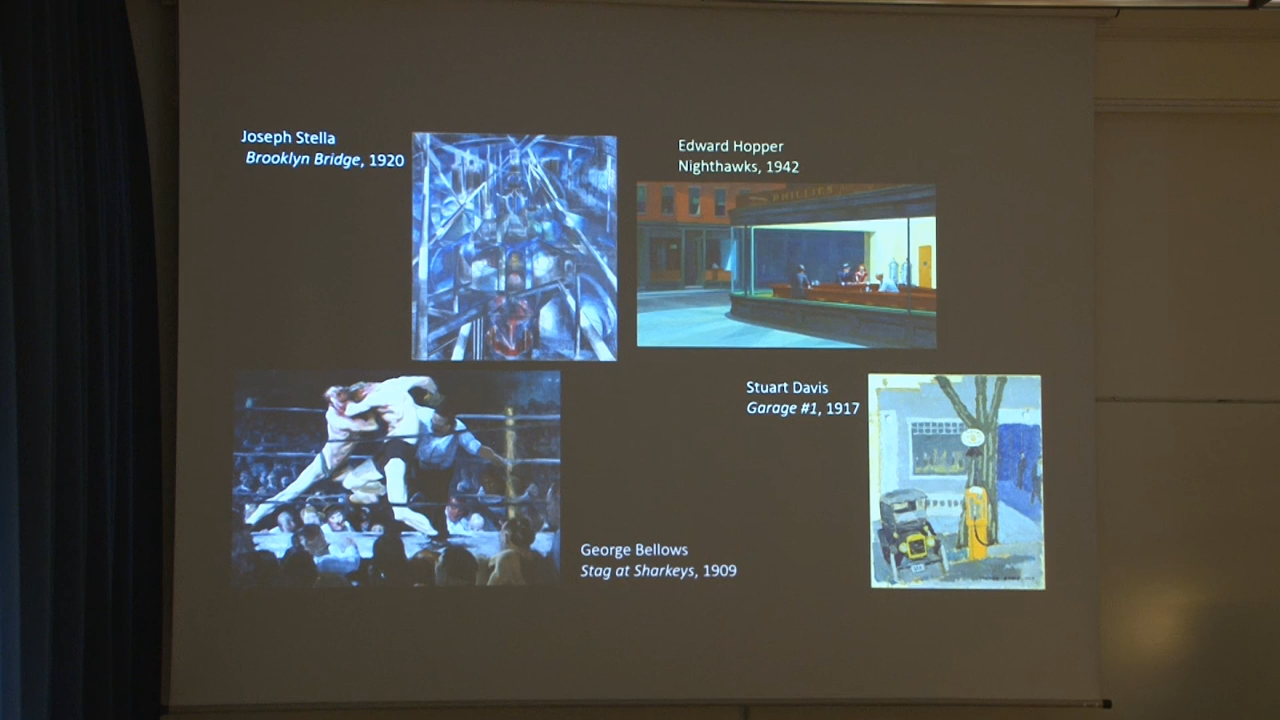 Joseph Stella
Brooklyn Bridge, 1920
Edward Hopper
Nighthawks, 1942
PHILLIES
Stuart Davis
Garage #1, 1917
George Bellows
Stag at Sharkeys, 1909